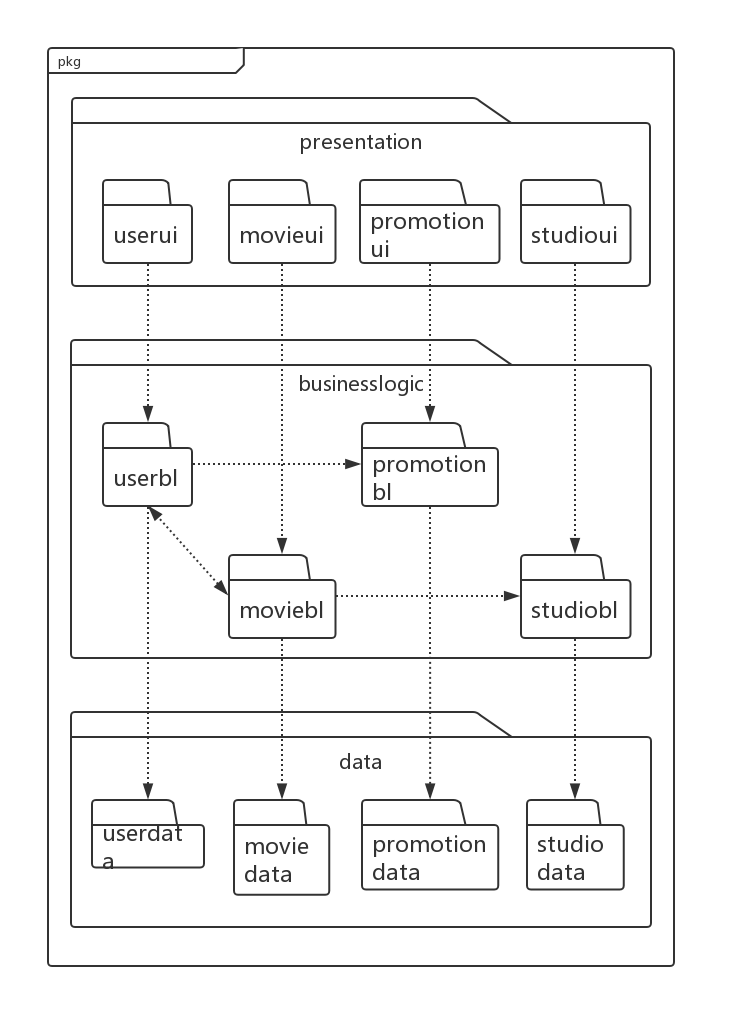 pkg
presentation
userui
movieui
promotion
ui
studioui
businesslogic
userbl
promotion
bl
moviebl
studiobl
data
userdat
a
movie
data
promotion
data
studio
data